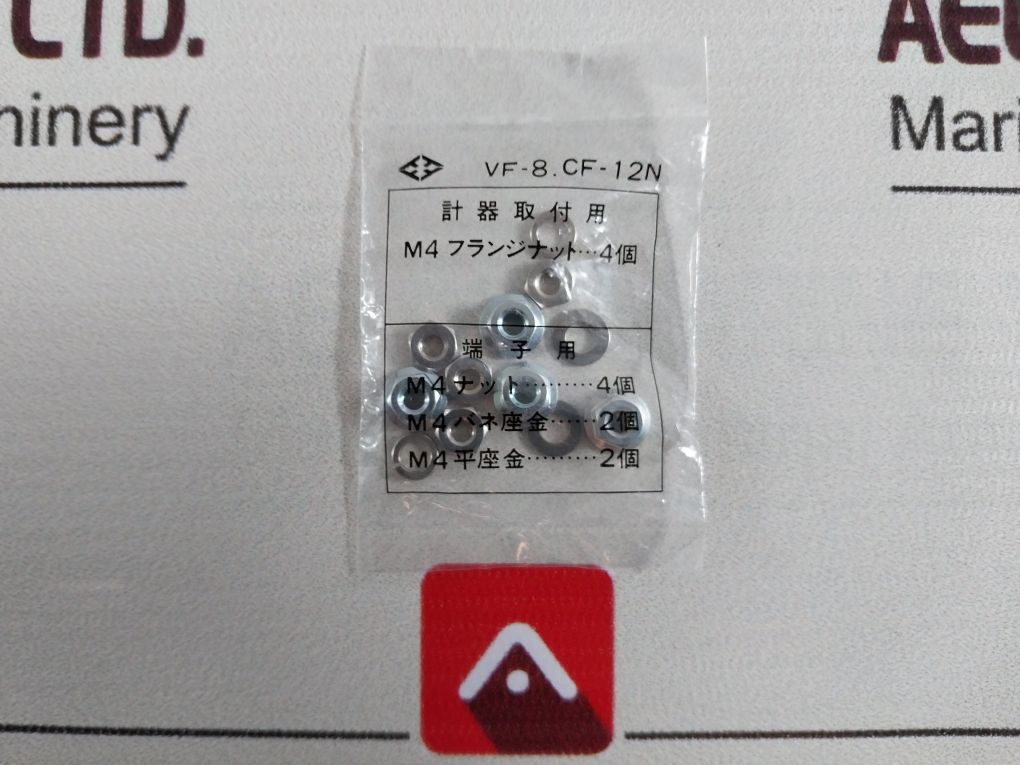 LTD.
AEU
hinery
Mari
VF-8.CF-12N
計器取付用
M4 フランジナット…4個
端子用
M4 ナット………4個
M4 バネ座金……2個
M4 平座金………2個